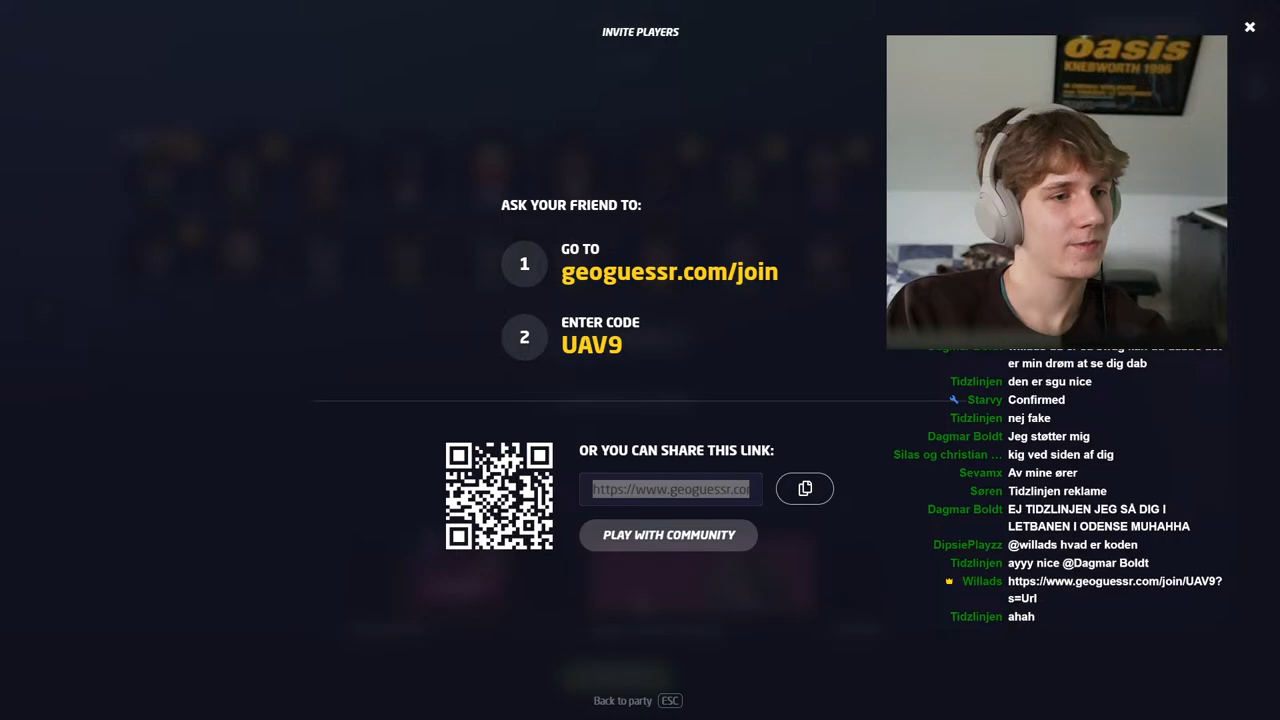 INVITE PLAYERS
oasis
KNEBWORTH 1996
ASK YOUR FRIEND TO:
1
GO TO
geoguessr.com/join
2
ENTER CODE
UAV9
OR YOU CAN SHARE THIS LINK:
https://www.geoguessr.co
PLAY WITH COMMUNITY
Back to party ESC
er min drøm at se dig dab
Tidzlinjen den er sgu nice
Starvy Confirmed
Tidzlinjen nej fake
Dagmar Boldt Jeg støtter mig
Silas og christian ... kig ved siden af dig
Sevamx Av mine ører
Søren Tidzlinjen reklame
Dagmar Boldt EJ TIDZLINJEN JEG SÅ DIG I
LETBANEN I ODENSE MUHAHHA
DipsiePlayzz @willads hvad er koden
Tidzlinjen ayyy nice @Dagmar Boldt
Willads https://www.geoguessr.com/join/UAV9?
s=Url
Tidzlinjen ahah